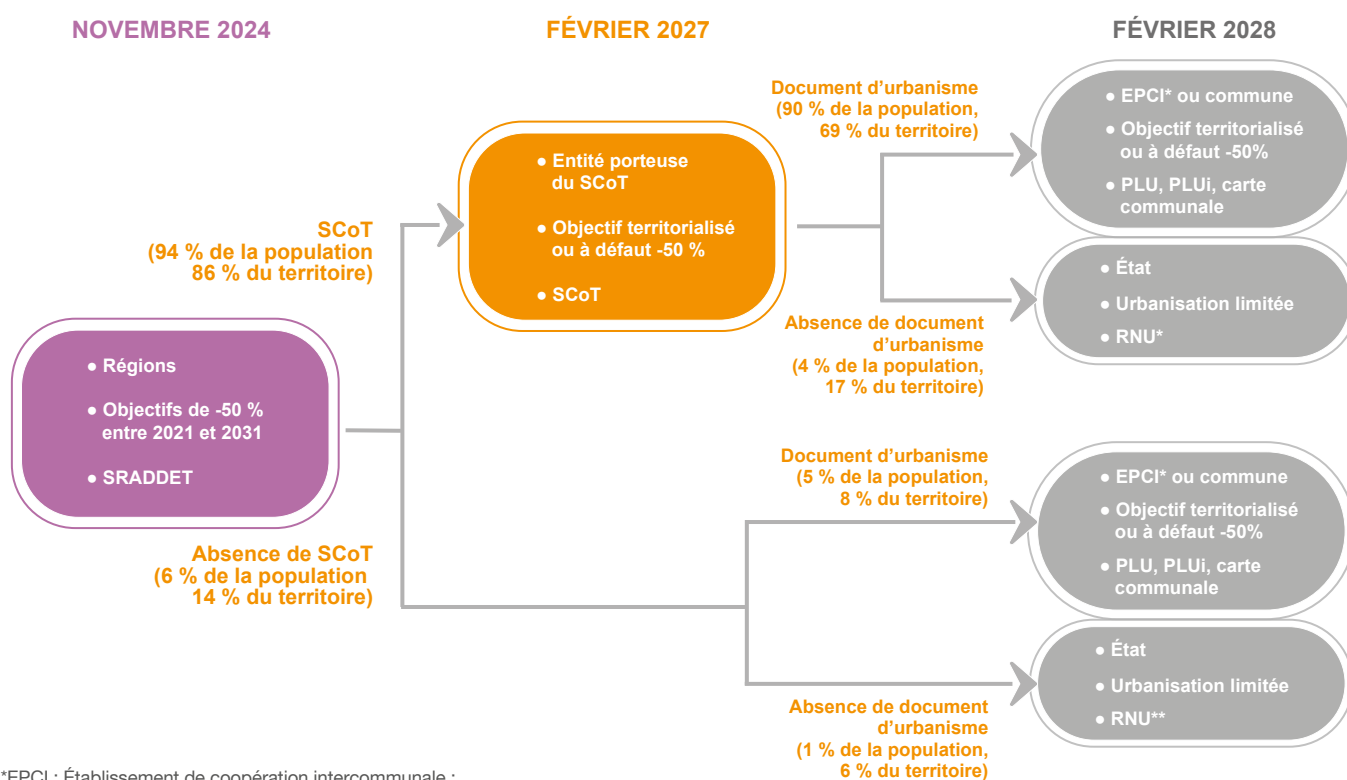 NOVEMBRE 2024
FÉVRIER 2027
FÉVRIER 2028
● Régions
● Objectifs de -50 %
entre 2021 et 2031
● SRADDET
SCoT
(94 % de la population
86 % du territoire)
Absence de SCoT
(6 % de la population
14 % du territoire)
● Entité porteuse
du SCoT
● Objectif territorialisé
ou à défaut -50 %
● SCoT
Document d'urbanisme
(90 % de la population,
69 % du territoire)
● EPCI* ou commune
● Objectif territorialisé
ou à défaut -50%
● PLU, PLUi, carte
communale
Absence de document
d'urbanisme
(4 % de la population,
17 % du territoire)
● État
● Urbanisation limitée
● RNU*
Document d'urbanisme
(5 % de la population,
8 % du territoire)
● EPCI* ou commune
● Objectif territorialisé
ou à défaut -50%
● PLU, PLUi, carte
communale
Absence de document
d'urbanisme
(1 % de la population,
6 % du territoire)
● État
● Urbanisation limitée
● RNU**
*EPCI : Établissement de coopération intercommunale ;